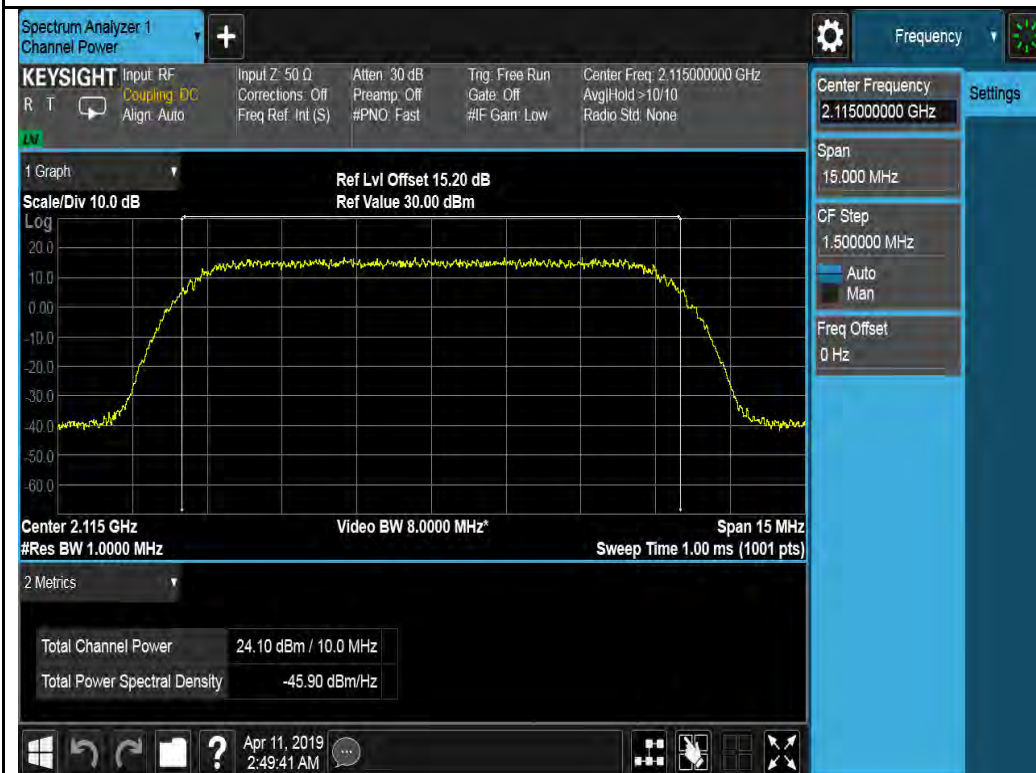 Spectrum Analyzer 1
Channel Power
Frequency
KEYSIGHT
R T
Input: RF
Coupling: DC
Align: Auto
Input Z: 50 Ω
Corrections: Off
Freq Ref: Int (S)
Atten: 30 dB
Preamp: Off
#PNO: Fast
Trig: Free Run
Gate: Off
#IF Gain: Low
Center Freq: 2.115000000 GHz
Avg|Hold >10/10
Radio Std: None
1 Graph
Scale/Div 10.0 dB
Ref Lvl Offset 15.20 dB
Ref Value 30.00 dBm
Log
20.0
10.0
0.00
-10.0
-20.0
-30.0
-40.0
-50.0
-60.0
Center 2.115 GHz
#Res BW 1.0000 MHz
Video BW 8.0000 MHz*
Span 15 MHz
Sweep Time 1.00 ms (1001 pts)
2 Metrics
Total Channel Power 24.10 dBm / 10.0 MHz
Total Power Spectral Density -45.90 dBm/Hz
Apr 11, 2019
2:49:41 AM
Center Frequency
2.115000000 GHz
Span
15.000 MHz
CF Step
1.500000 MHz
Auto
Man
Freq Offset
0 Hz
Settings